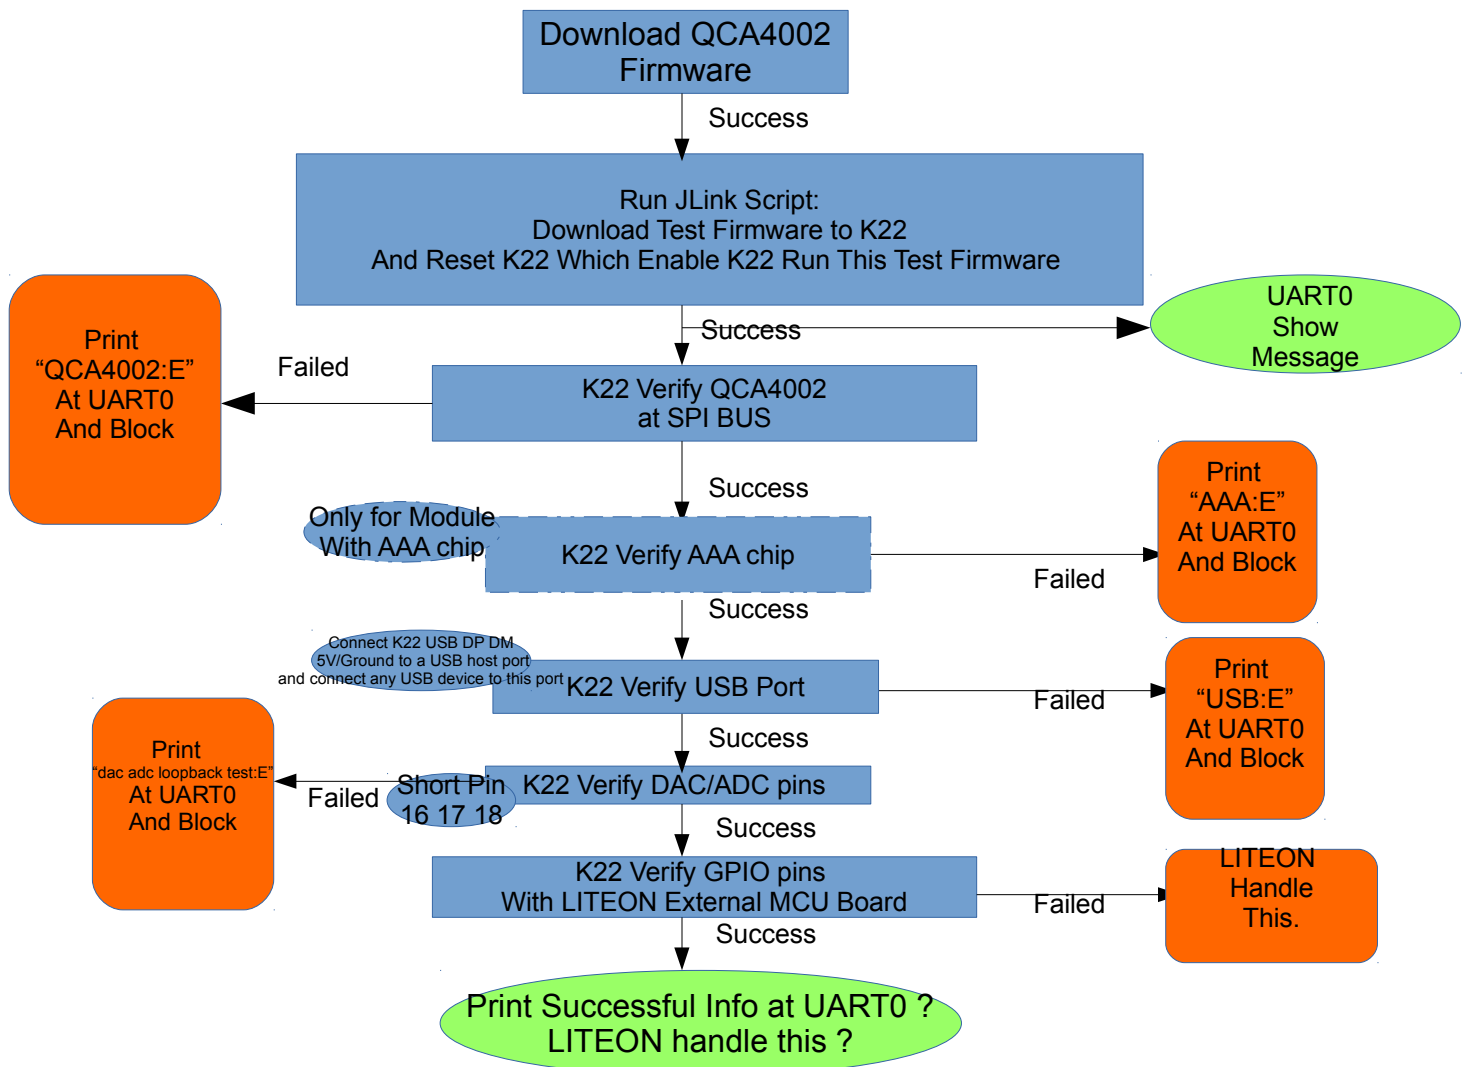 Download QCA4002
Firmware
Success
Run JLink Script:
Download Test Firmware to K22
And Reset K22 Which Enable K22 Run This Test Firmware
UART0
Show
Message
Success
Print
“QCA4002:E”
At UART0
And Block
Failed
K22 Verify QCA4002
at SPI BUS
Success
Only for Module
With AAA chip
K22 Verify AAA chip
Failed
Print
“AAA:E”
At UART0
And Block
Success
Connect K22 USB DP DM
5V/Ground to a USB host port
and connect any USB device to this port
K22 Verify USB Port
Failed
Print
“USB:E”
At UART0
And Block
Success
Print
“dac adc loopback test:E”
At UART0
And Block
Failed
Short Pin
16 17 18
K22 Verify DAC/ADC pins
Success
K22 Verify GPIO pins
With LITEON External MCU Board
Failed
LITEON
Handle
This.
Success
Print Successful Info at UART0 ?
LITEON handle this ?